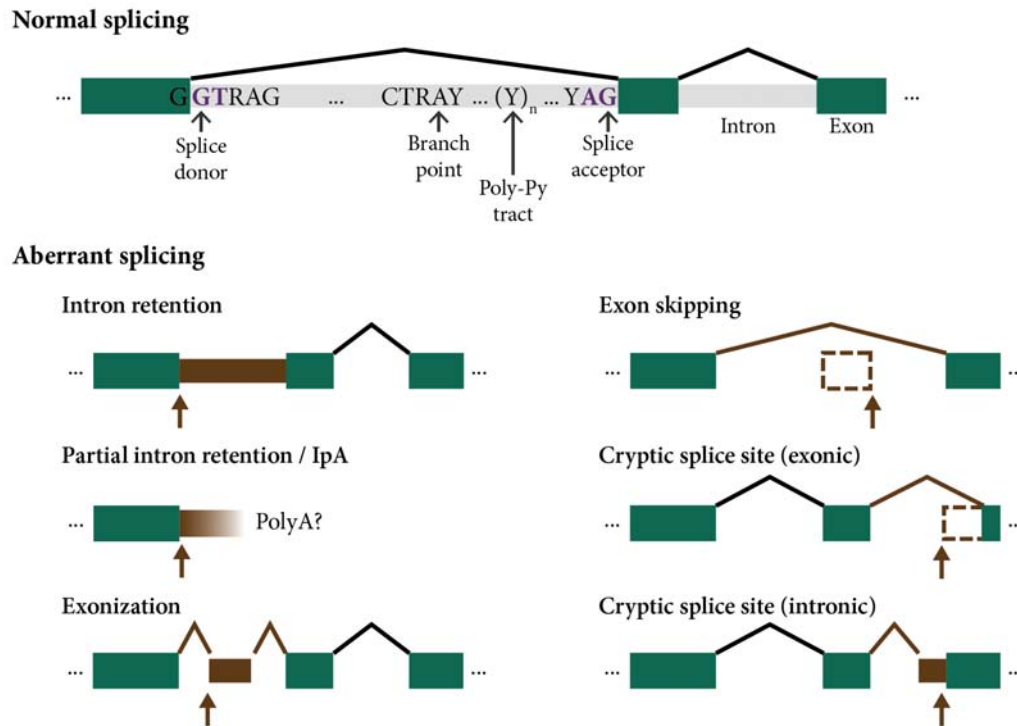 Normal splicing
... G GTRAG ... CTRAY ... (Y)n ... YAG ...
Splice
donor
Branch
point
Poly-Py
tract
Splice
acceptor
Intron
Exon
Aberrant splicing
Intron retention
... ...
Exon skipping
... ...
Partial intron retention / IpA
... PolyA?
Cryptic splice site (exonic)
... ...
Exonization
... ...
Cryptic splice site (intronic)
... ...